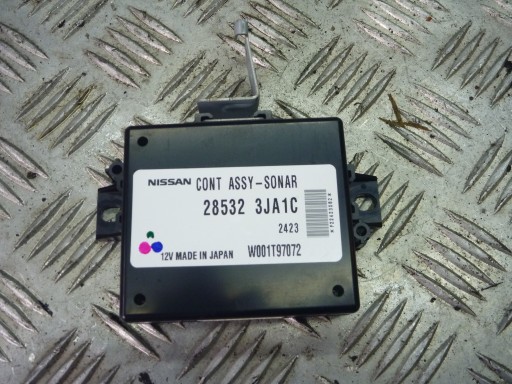 NISSAN CONT ASSY-SONAR
28532 3JA1C
2423
12V MADE IN JAPAN W001T97072